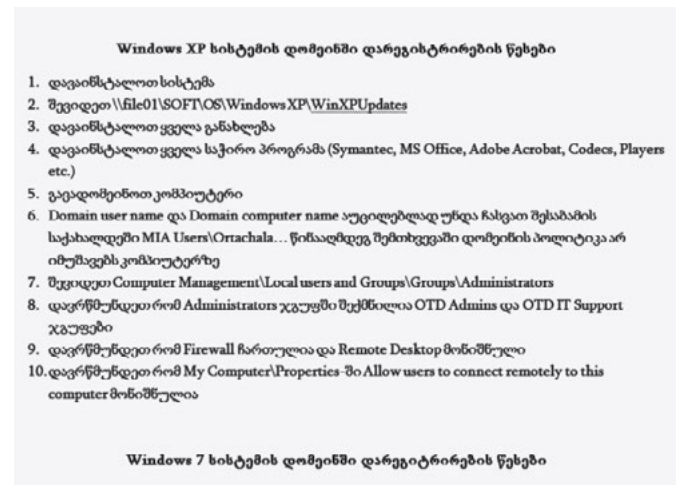 Windows XP სისტემის დომეინში დარეგისტრირების წესები
1. დავაინსტალოთ სისტემა
2. შევიდეთ \\file01\SOFT\OS\Windows XP\WinXPUpdates
3. დავაინსტალოთ ყველა განახლება
4. დავაინსტალოთ ყველა საჭირო პროგრამა (Symantec, MS Office, Adobe Acrobat, Codecs, Players
etc.)
5. გავადომეინოთ კომპიუტერი
6. Domain user name და Domain computer name აუცილებლად უნდა ჩასვათ შესაბამის
საქახალდეში MIA Users\Ortachala... წინააღმდეგ შემთხვევაში დომეინის პოლიტიკა არ
იმუშავებს კომპიუტერზე
7. შევიდეთ Computer Management\Local users and Groups\Groups\Administrators
8. დავრწმუნდეთ რომ Administrators ჯგუფში შექმნილია OTD Admins და OTD IT Support
ჯგუფები
9. დავრწმუნდეთ რომ Firewall ჩართულია და Remote Desktop მონიშნული
10. დავრწმუნდეთ რომ My Computer\Properties-ში Allow users to connect remotely to this
computer მონიშნულია
Windows 7 სისტემის დომეინში დარეგიტრირების წესები